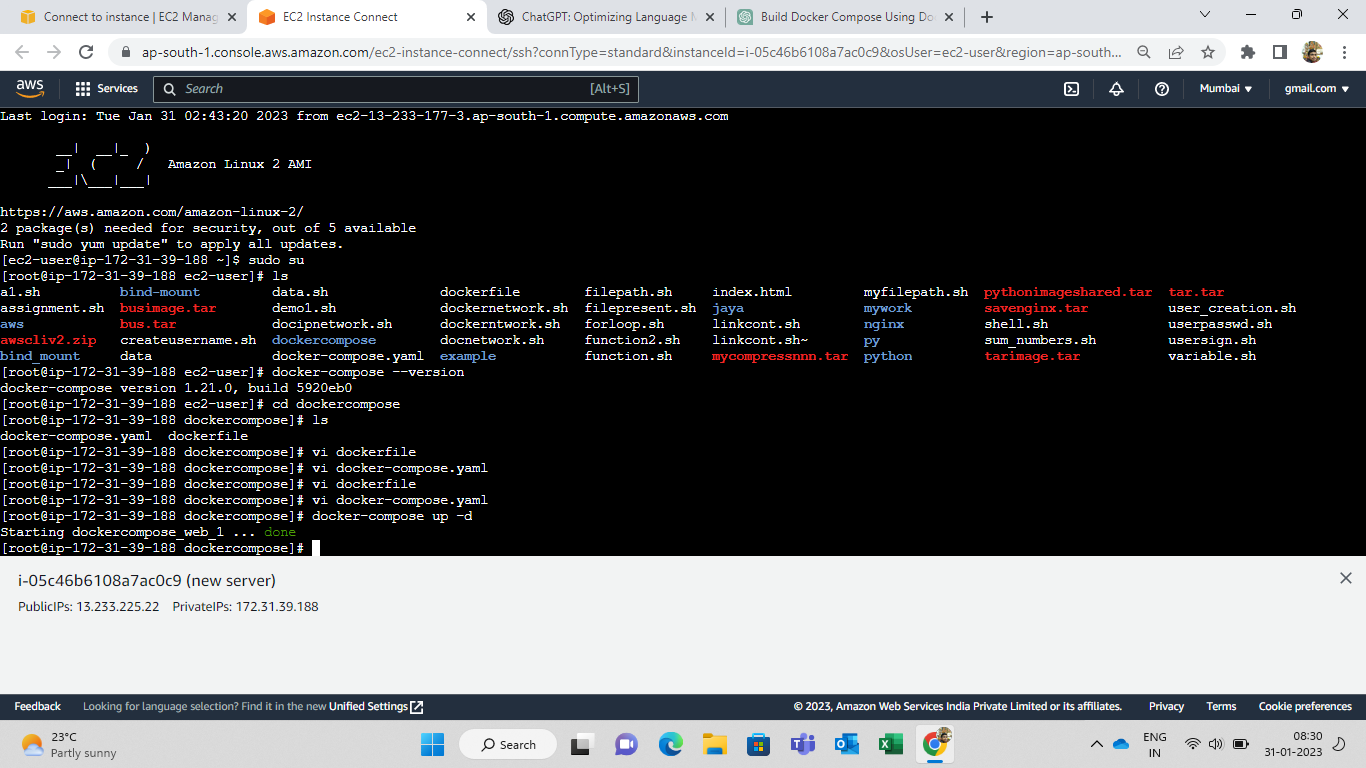 Connect to instance | EC2 Manag
EC2 Instance Connect
ChatGPT: Optimizing Language M
Build Docker Compose Using Do
ap-south-1.console.aws.amazon.com/ec2-instance-connect/ssh?connType=standard&instanceId=i-05c46b6108a7ac0c9&osUser=ec2-user&region=ap-south...
aws Services Search [Alt+S] Mumbai gmail.com
Last login: Tue Jan 31 02:43:20 2023 from ec2-13-233-177-3.ap-south-1.compute.amazonaws.com
__|  __|_  )
_|  (     /   Amazon Linux 2 AMI
___|\___|___|
https://aws.amazon.com/amazon-linux-2/
2 package(s) needed for security, out of 5 available
Run "sudo yum update" to apply all updates.
[ec2-user@ip-172-31-39-188 ~]$ sudo su
[root@ip-172-31-39-188 ec2-user]# ls
a1.sh bind-mount data.sh dockerfile filepath.sh index.html myfilepath.sh pythonimageshared.tar tar.tar
assignment.sh busimage.tar demo1.sh dockernetwork.sh filepresent.sh jaya mywork savenginx.tar user_creation.sh
aws bus.tar docipnetwork.sh dockerntwork.sh forloop.sh linkcont.sh nginx shell.sh userpasswd.sh
awscliv2.zip createusername.sh dockercompose docnetwork.sh function2.sh linkcont.sh~ py sum_numbers.sh usersign.sh
bind_mount data docker-compose.yaml example function.sh mycompressnnn.tar python tarimage.tar variable.sh
[root@ip-172-31-39-188 ec2-user]# docker-compose --version
docker-compose version 1.21.0, build 5920eb0
[root@ip-172-31-39-188 ec2-user]# cd dockercompose
[root@ip-172-31-39-188 dockercompose]# ls
docker-compose.yaml dockerfile
[root@ip-172-31-39-188 dockercompose]# vi dockerfile
[root@ip-172-31-39-188 dockercompose]# vi docker-compose.yaml
[root@ip-172-31-39-188 dockercompose]# vi dockerfile
[root@ip-172-31-39-188 dockercompose]# vi docker-compose.yaml
[root@ip-172-31-39-188 dockercompose]# docker-compose up -d
Starting dockercompose_web_1 ... done
[root@ip-172-31-39-188 dockercompose]#
i-05c46b6108a7ac0c9 (new server)
PublicIPs: 13.233.225.22 PrivateIPs: 172.31.39.188
Feedback Looking for language selection? Find it in the new Unified Settings © 2023, Amazon Web Services India Private Limited or its affiliates. Privacy Terms Cookie preferences
23°C
Partly sunny
Search
ENG
IN
08:30
31-01-2023